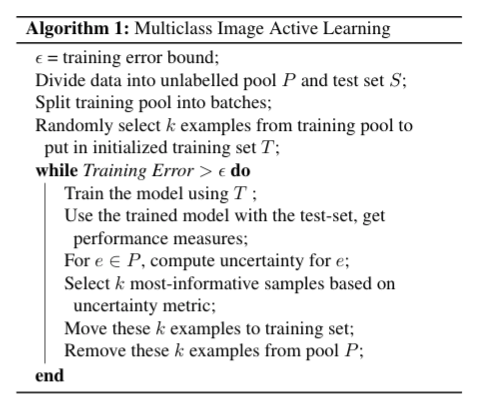 Algorithm 1: Multiclass Image Active Learning
ϵ = training error bound;
Divide data into unlabelled pool P and test set S;
Split training pool into batches;
Randomly select k examples from training pool to
put in initialized training set T;
while Training Error > ϵ do
Train the model using T ;
Use the trained model with the test-set, get
performance measures;
For e ∈ P, compute uncertainty for e;
Select k most-informative samples based on
uncertainty metric;
Move these k examples to training set;
Remove these k examples from pool P;
end